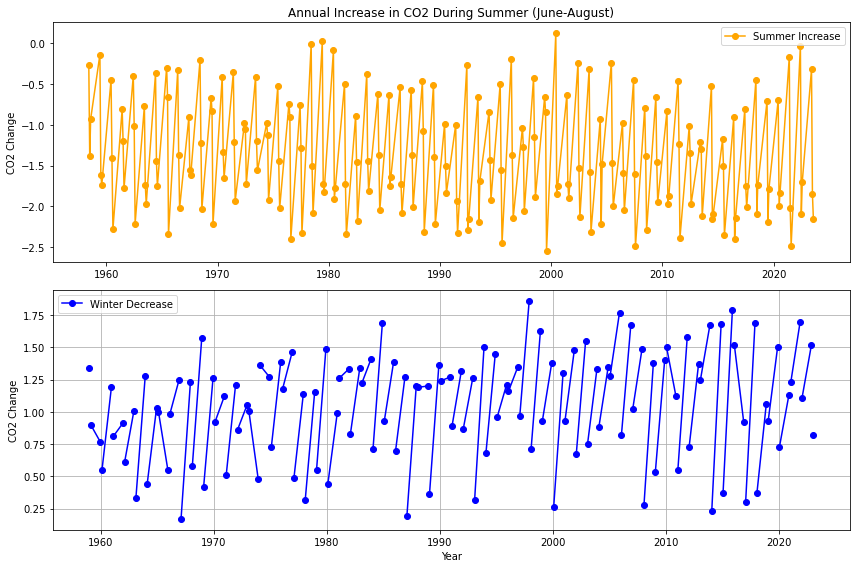 Annual Increase in CO2 During Summer (June-August)
Summer Increase
CO2 Change
0.0
−0.5
−1.0
−1.5
−2.0
−2.5
1960 1970 1980 1990 2000 2010 2020
Winter Decrease
CO2 Change
1.75
1.50
1.25
1.00
0.75
0.50
0.25
1960 1970 1980 1990 2000 2010 2020
Year